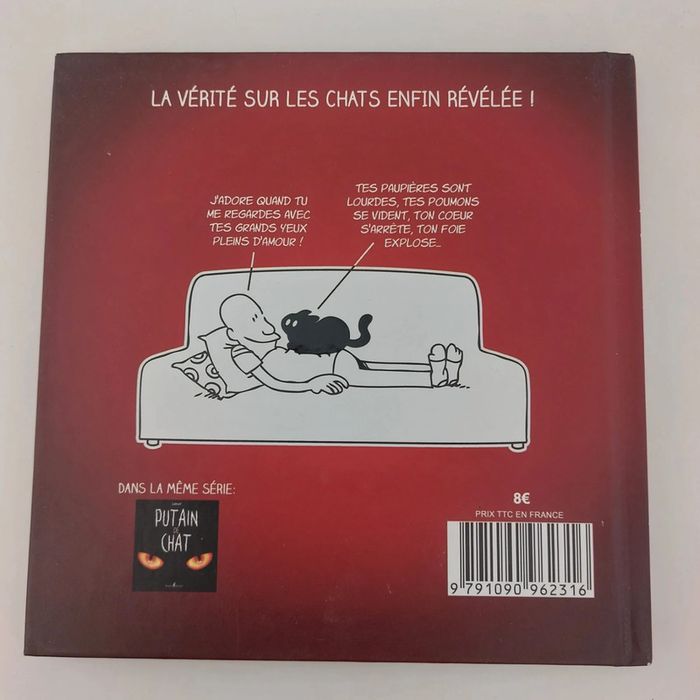 LA VÉRITÉ SUR LES CHATS ENFIN RÉVÉLÉE !
J'ADORE QUAND TU
ME REGARDES AVEC
TES GRANDS YEUX
PLEINS D'AMOUR !
TES PAUPIÈRES SONT
LOURDES, TES POUMONS
SE VIDENT, TON COEUR
S'ARRÊTE, TON FOIE
EXPLOSE...
DANS LA MÊME SÉRIE:
PUTAIN
DE
CHAT
8€
PRIX TTC EN FRANCE
9 791090 962316